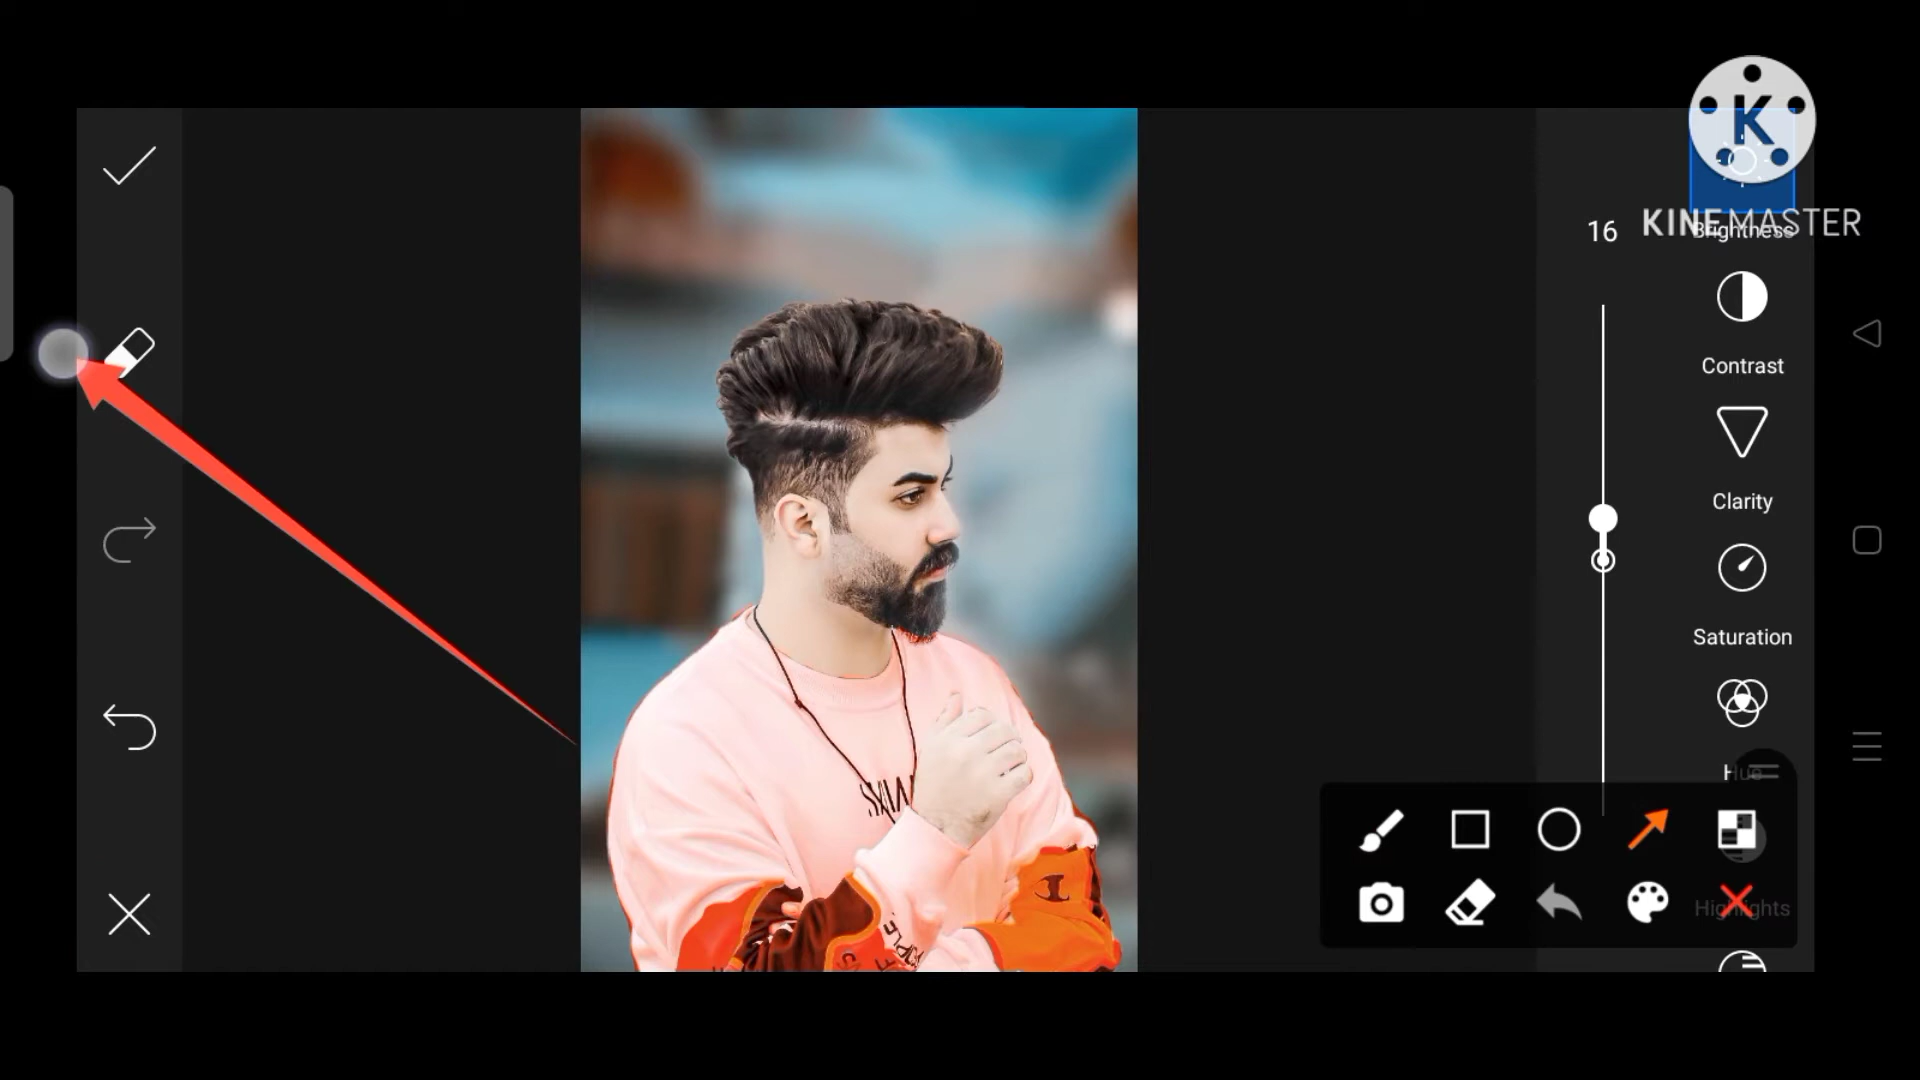 K
KINEMASTER
16
Brightness
Contrast
Clarity
Saturation
Hue
Highlights